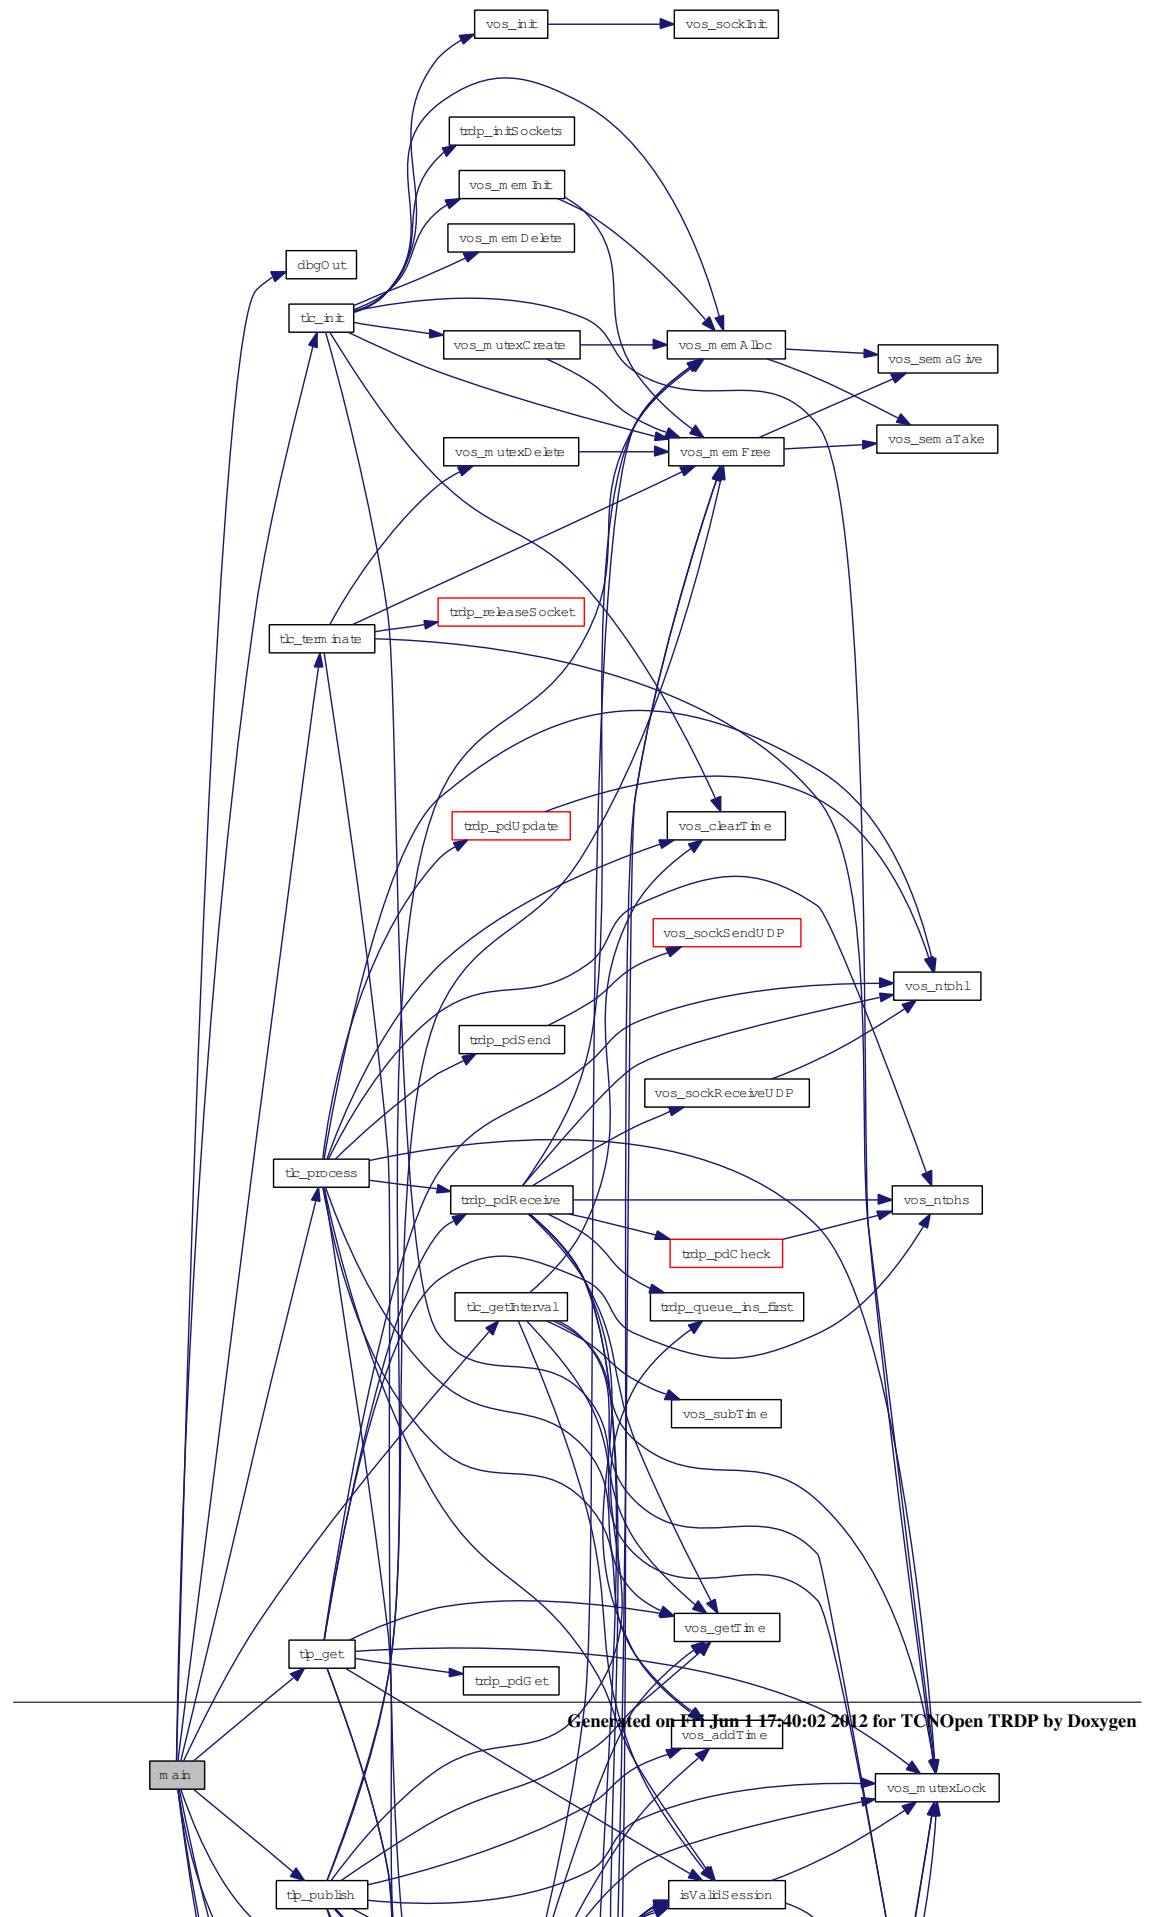 vos_init
vos_sockInit
trdp_initSockets
vos_memInit
vos_memDelete
dbgOut
tlc_init
vos_mutexCreate
vos_memAlloc
vos_semaGive
vos_semaTake
vos_mutexDelete
vos_memFree
trdp_releaseSocket
tlc_terminate
trdp_pdUpdate
vos_clearTime
vos_sockSendUDP
vos_ntohl
trdp_pdSend
vos_sockReceiveUDP
tlc_process
trdp_pdReceive
vos_ntohs
trdp_pdCheck
tlc_getInterval
trdp_queue_ins_first
vos_subTime
vos_getTime
tlp_get
trdp_pdGet
Generated on Fri Jun 1 17:40:02 2012 for TCNOpen TRDP by Doxygen
vos_addTime
main
vos_mutexLock
tlp_publish
isValidSession